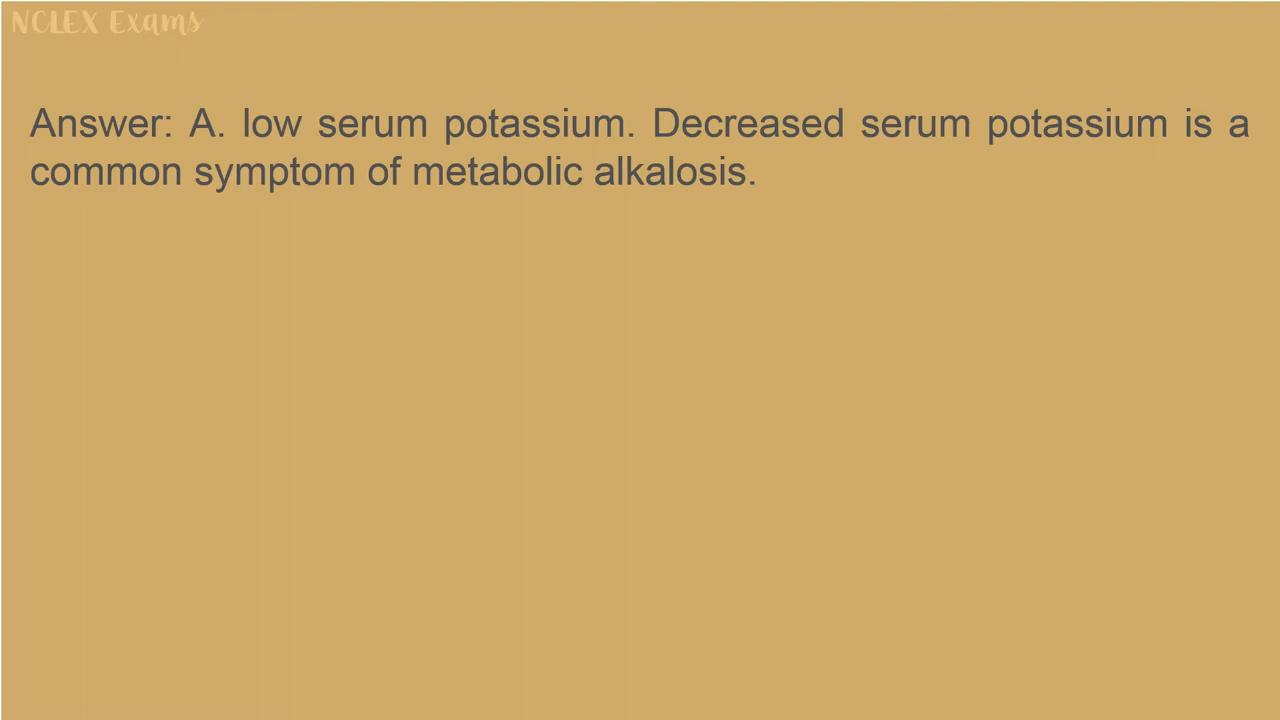 NCLEX Exams
Answer: A. low serum potassium. Decreased serum potassium is a
common symptom of metabolic alkalosis.